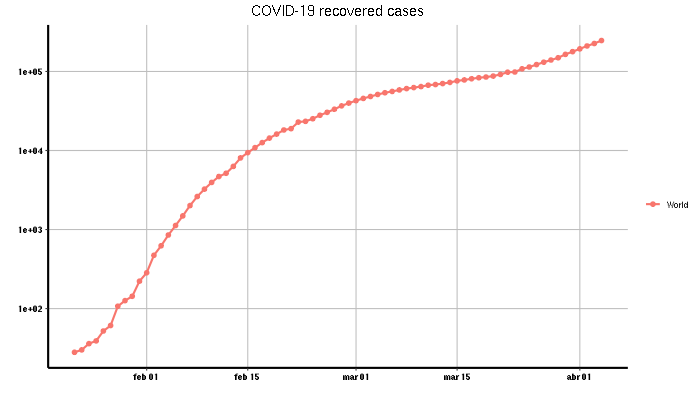 COVID-19 recovered cases
1e+05
1e+04
1e+03
1e+02
feb 01
feb 15
mar 01
mar 15
abr 01
World